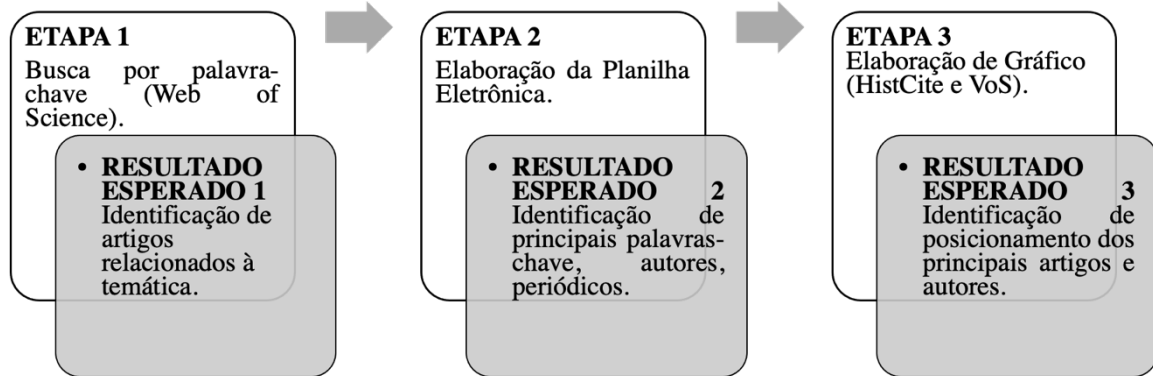 ETAPA 1
Busca por palavra-
chave (Web of
Science).
• RESULTADO
ESPERADO 1
Identificação de
artigos
relacionados à
temática.
ETAPA 2
Elaboração da Planilha
Eletrônica.
• RESULTADO
ESPERADO 2
Identificação de
principais palavras-
chave, autores,
periódicos.
ETAPA 3
Elaboração de Gráfico
(HistCite e VoS).
• RESULTADO
ESPERADO 3
Identificação de
posicionamento dos
principais artigos e
autores.